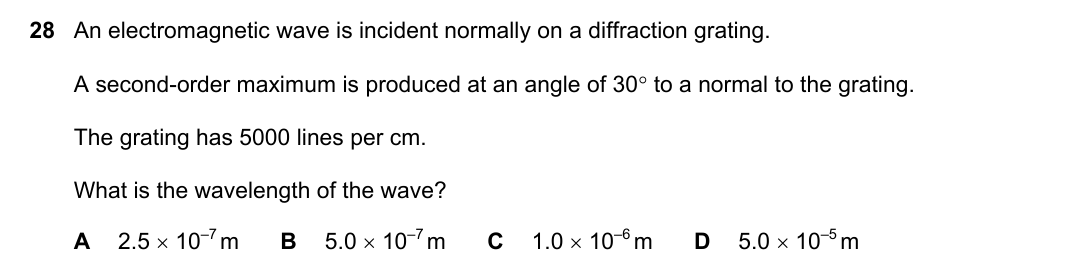 28 An electromagnetic wave is incident normally on a diffraction grating.
A second-order maximum is produced at an angle of 30° to a normal to the grating.
The grating has 5000 lines per cm.
What is the wavelength of the wave?
A 2.5 × 10⁻⁷ m B 5.0 × 10⁻⁷ m C 1.0 × 10⁻⁶ m D 5.0 × 10⁻⁵ m